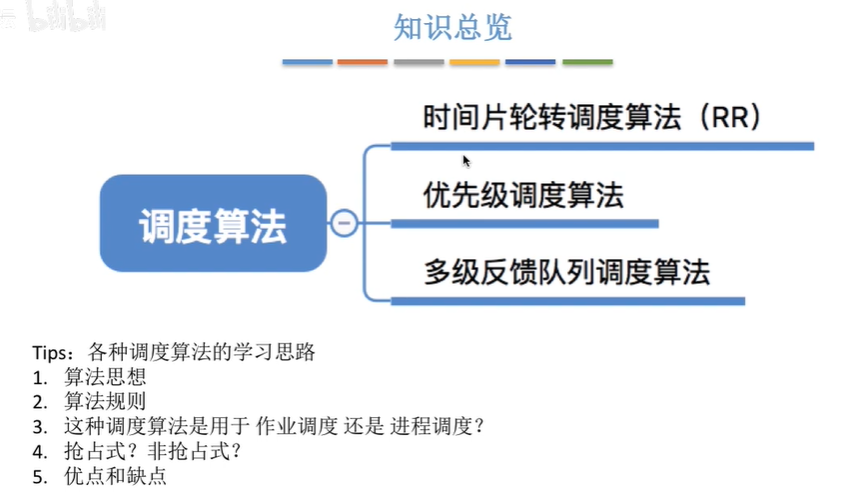 bilibili
知识总览
调度算法
时间片轮转调度算法（RR）
优先级调度算法
多级反馈队列调度算法
Tips：各种调度算法的学习思路
1. 算法思想
2. 算法规则
3. 这种调度算法是用于 作业调度 还是 进程调度？
4. 抢占式？非抢占式？
5. 优点和缺点